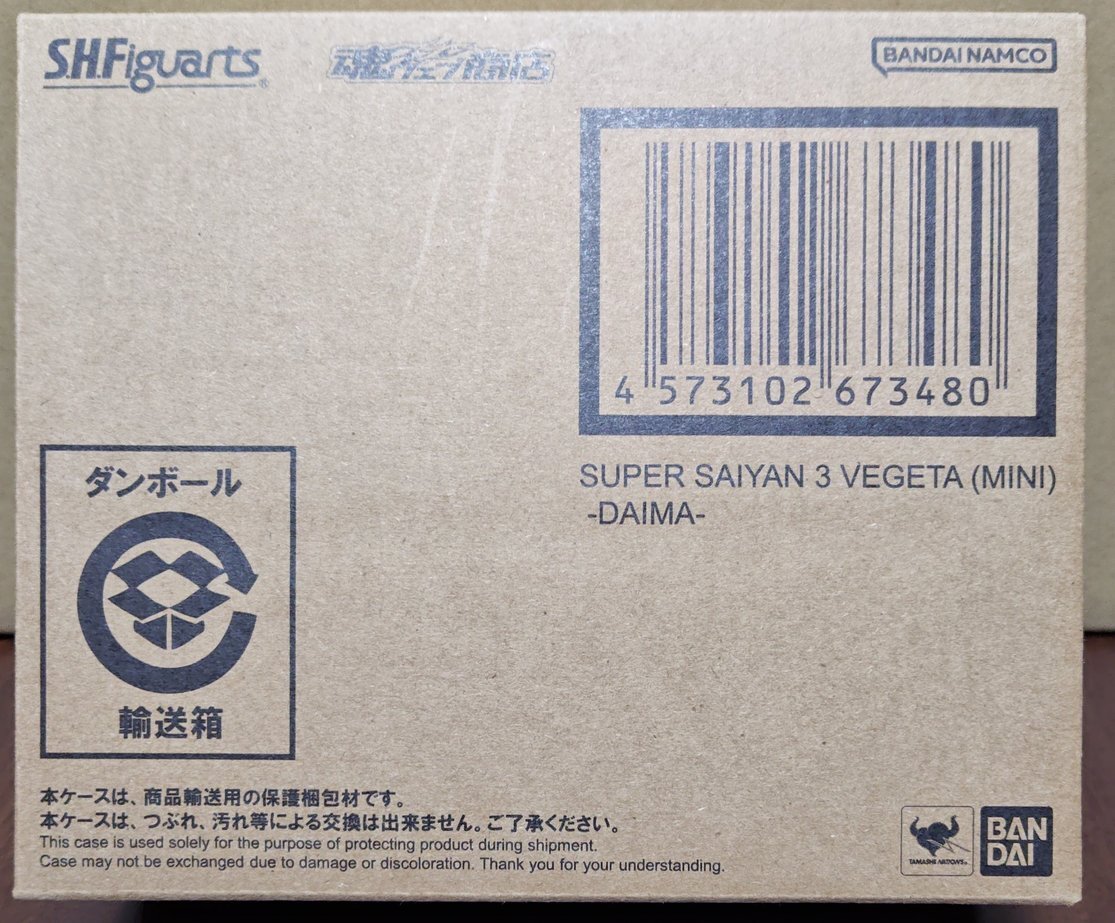 S.H.Figuarts®
魂ウェブ商店
BANDAI NAMCO
4 573102 673480
SUPER SAIYAN 3 VEGETA (MINI)
-DAIMA-
ダンボール
輸送箱
本ケースは、商品輸送用の保護梱包材です。
本ケースは、つぶれ、汚れ等による交換は出来ません。ご了承ください。
This case is used solely for the purpose of protecting product during shipment.
Case may not be exchanged due to damage or discoloration. Thank you for your understanding.
TAMASHII NATIONS®
BAN
DAI